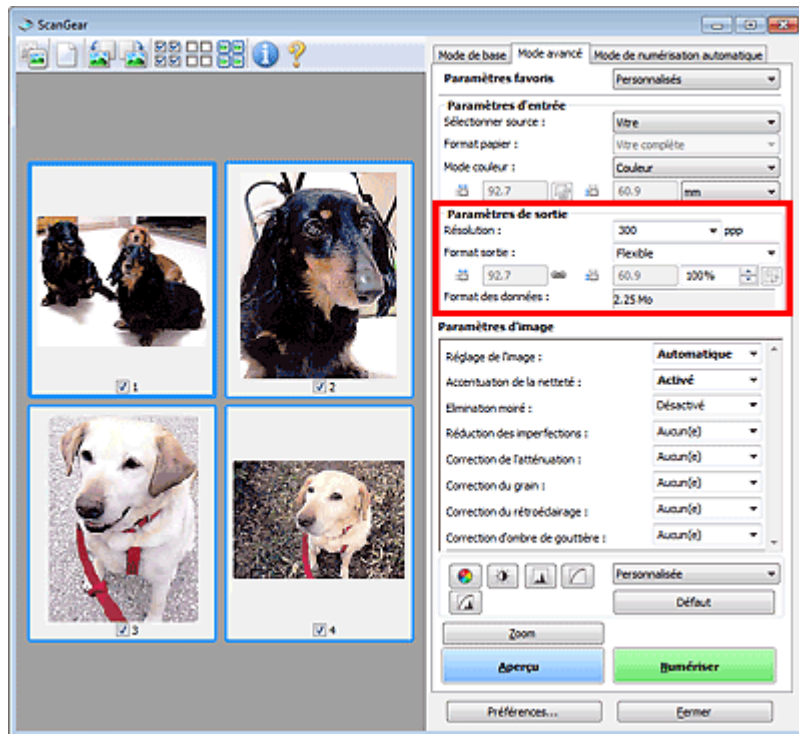 ScanGear
Mode de base Mode avancé Mode de numérisation automatique
Paramètres favoris Personnalisés
Paramètres d'entrée
Sélectionner source : Vitre
Format papier : Vitre complète
Mode couleur : Couleur
92.7 60.9 mm
Paramètres de sortie
Résolution : 300 ppp
Format sortie : Flexible
92.7 60.9 100%
Format des données : 2.25 Mo
Paramètres d'image
Réglage de l'image : Automatique
Accentuation de la netteté : Activé
Elimination moiré : Désactivé
Réduction des imperfections : Aucun(e)
Correction de l'atténuation : Aucun(e)
Correction du grain : Aucun(e)
Correction du rétroéclairage : Aucun(e)
Correction d'ombre de gouttière : Aucun(e)
Personnalisée
Défaut
Zoom
Aperçu Numériser
Préférences... Fermer
1
2
3
4